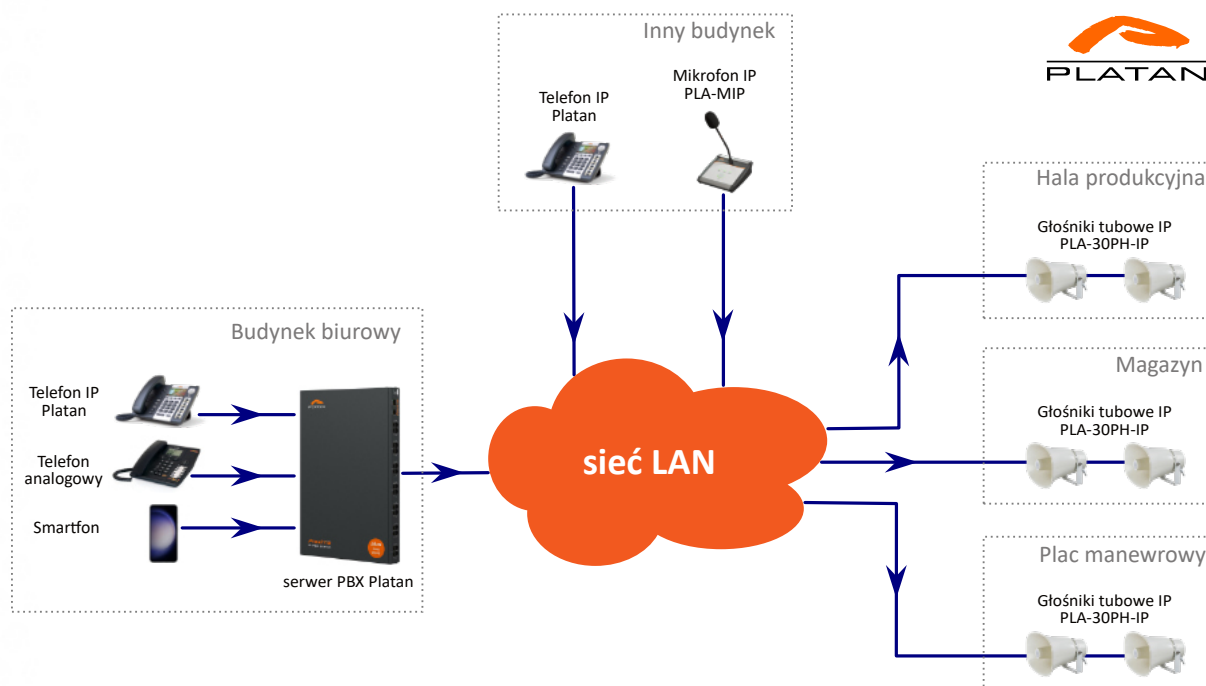 Inny budynek
PLATAN
Telefon IP
Platan
Mikrofon IP
PLA-MIP
Hala produkcyjna
Głośniki tubowe IP
PLA-30PH-IP
Budynek biurowy
Telefon IP
Platan
Telefon
analogowy
Smartfon
PLATAN
serwer PBX Platan
sieć LAN
Magazyn
Głośniki tubowe IP
PLA-30PH-IP
Plac manewrowy
Głośniki tubowe IP
PLA-30PH-IP